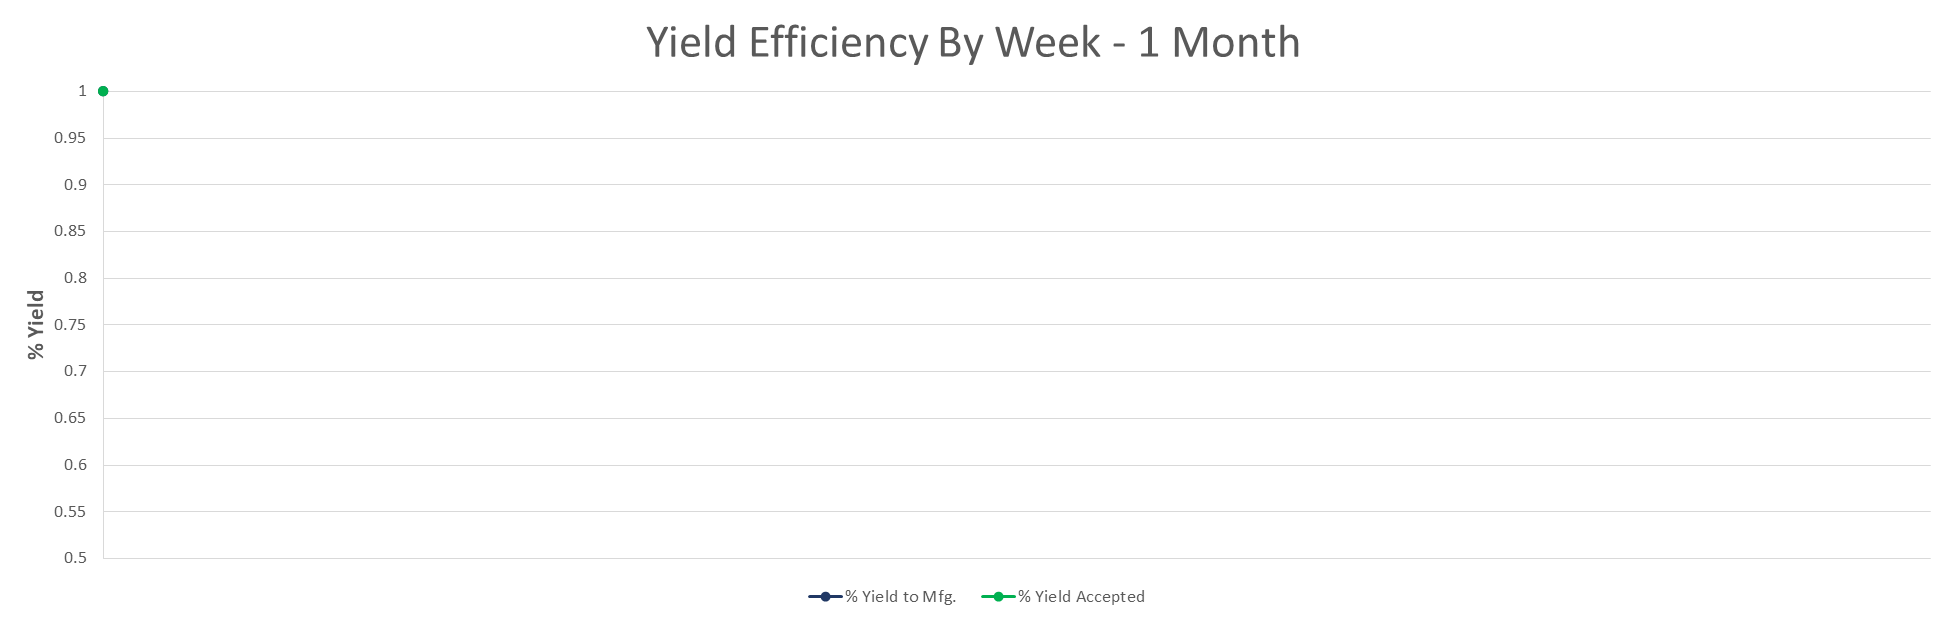 Yield Efficiency By Week - 1 Month
1
0.95
0.9
0.85
0.8
0.75
0.7
0.65
0.6
0.55
0.5
% Yield
% Yield to Mfg.
% Yield Accepted